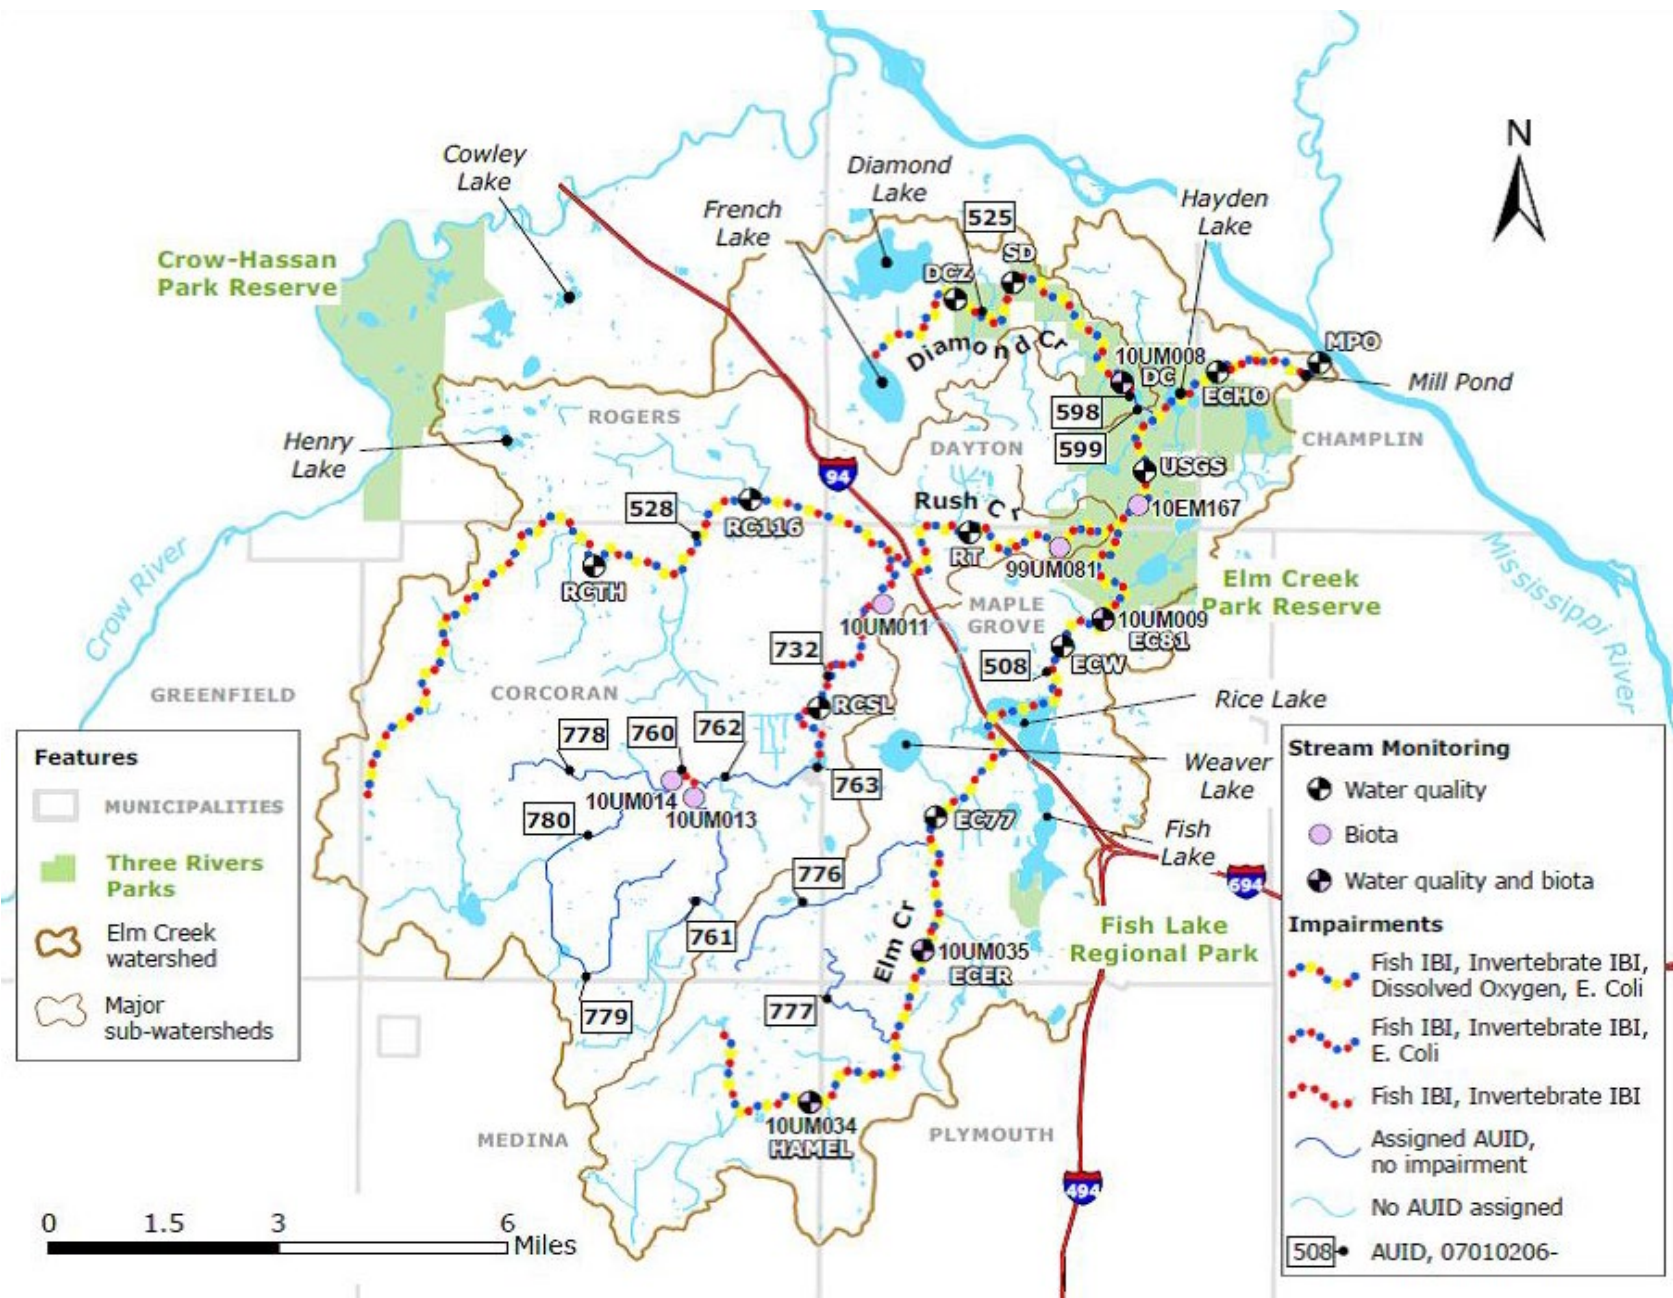 N
Cowley
Lake
Diamond
Lake
French
Lake
525
Hayden
Lake
Crow-Hassan
Park Reserve
SD
DCZ
Diamond Cr
MPO
10UM008
DC
ECHO
Mill Pond
ROGERS
598
599
DAYTON
CHAMPLIN
Henry
Lake
94
USGS
528
RC116
Rush Cr
10EM167
RT
99UM081
RCTH
Crow River
Mississippi River
Elm Creek
Park Reserve
MAPLE
GROVE
10UM011
10UM009
EC81
732
508
ECW
GREENFIELD
CORCORAN
RCSL
Rice Lake
778
760
762
763
Weaver
Lake
10UM014
10UM013
780
EC77
Fish
Lake
776
694
761
Elm Cr
10UM035
ECER
Fish Lake
Regional Park
779
777
10UM034
HAMEL
MEDINA
PLYMOUTH
494
Features
MUNICIPALITIES
Three Rivers
Parks
Elm Creek
watershed
Major
sub-watersheds
0 1.5 3 6
Miles
Stream Monitoring
Water quality
Biota
Water quality and biota
Impairments
Fish IBI, Invertebrate IBI,
Dissolved Oxygen, E. Coli
Fish IBI, Invertebrate IBI,
E. Coli
Fish IBI, Invertebrate IBI
Assigned AUID,
no impairment
No AUID assigned
508 AUID, 07010206-